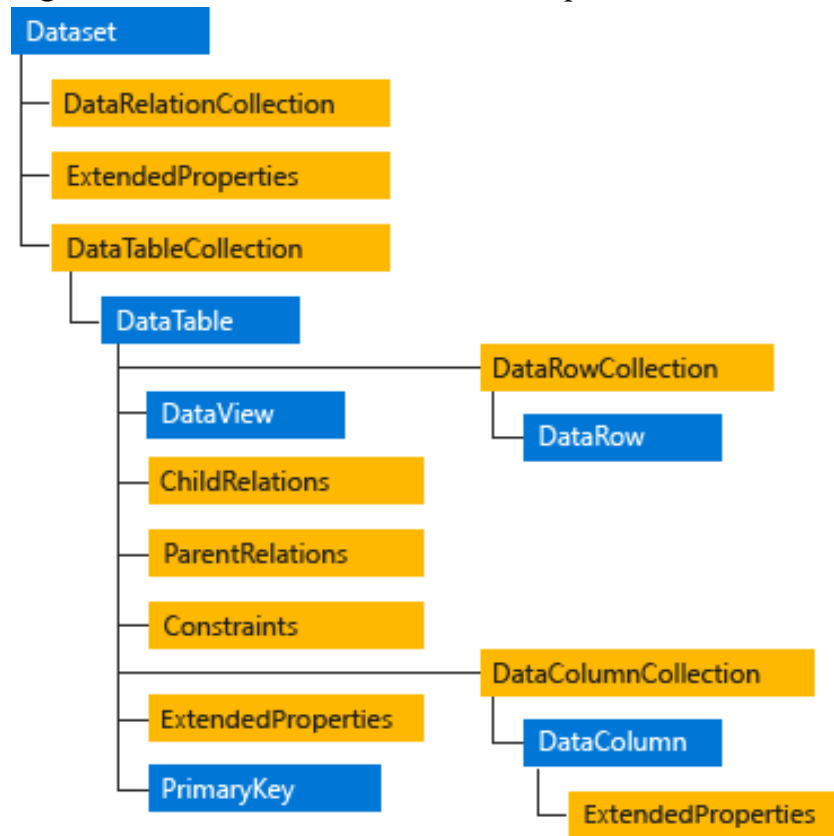 Dataset
DataRelationCollection
ExtendedProperties
DataTableCollection
DataTable
DataRowCollection
DataView
DataRow
ChildRelations
ParentRelations
Constraints
DataColumnCollection
ExtendedProperties
DataColumn
PrimaryKey
ExtendedProperties